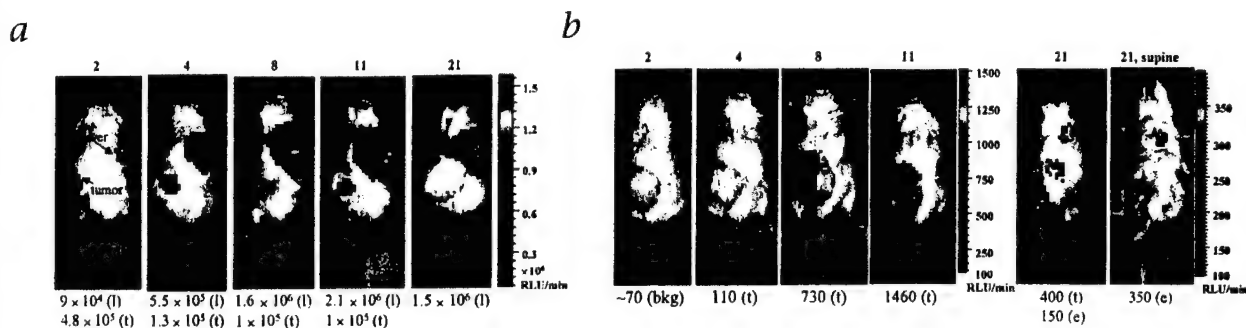 a
2 4 8 11 21
1.5
1.2
0.9
0.6
0.3
×10⁶
RLU/min
tumor
9 × 10⁴ (l) 5.5 × 10⁵ (l) 1.6 × 10⁶ (l) 2.1 × 10⁶ (l) 1.5 × 10⁶ (l)
4.8 × 10⁵ (t) 1.3 × 10⁵ (t) 1 × 10⁵ (t) 1 × 10⁵ (t)
b
2 4 8 11
1500
1250
1000
750
500
250
100
RLU/min
~70 (bkg) 110 (t) 730 (t) 1460 (t)
21 21, supine
350
300
250
200
150
100
RLU/min
400 (t) 350 (e)
150 (e)